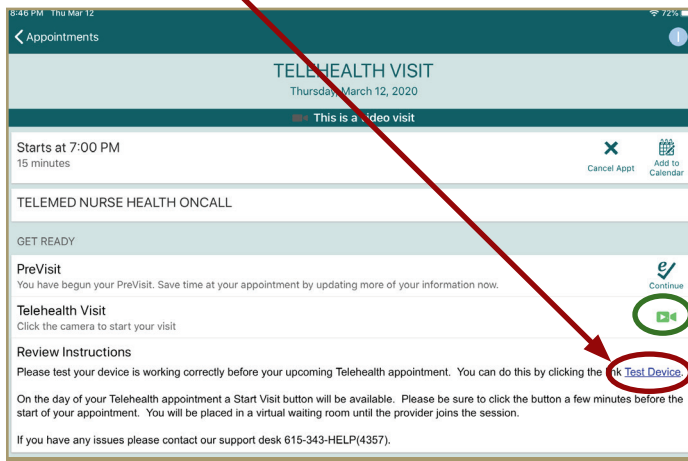 8:46 PM Thu Mar 12
72%
Appointments
I
TELEHEALTH VISIT
Thursday, March 12, 2020
This is a video visit
Starts at 7:00 PM
15 minutes
Cancel Appt
Add to
Calendar
TELEMED NURSE HEALTH ONCALL
GET READY
PreVisit
You have begun your PreVisit. Save time at your appointment by updating more of your information now.
Continue
Telehealth Visit
Click the camera to start your visit
Review Instructions
Please test your device is working correctly before your upcoming Telehealth appointment. You can do this by clicking the link Test Device.
On the day of your Telehealth appointment a Start Visit button will be available. Please be sure to click the button a few minutes before the
start of your appointment. You will be placed in a virtual waiting room until the provider joins the session.
If you have any issues please contact our support desk 615-343-HELP(4357).